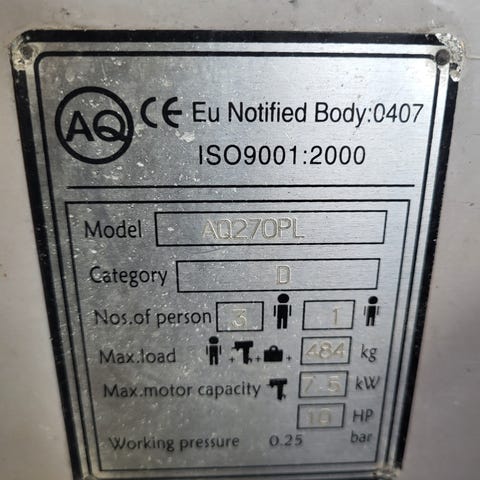 AQ CE Eu Notified Body:0407
ISO9001:2000
Model AQ270PL
Category D
Nos.of person 3 1
Max.load + + + 484 kg
Max.motor capacity 7.5 kW
10 HP
Working pressure 0.25 bar